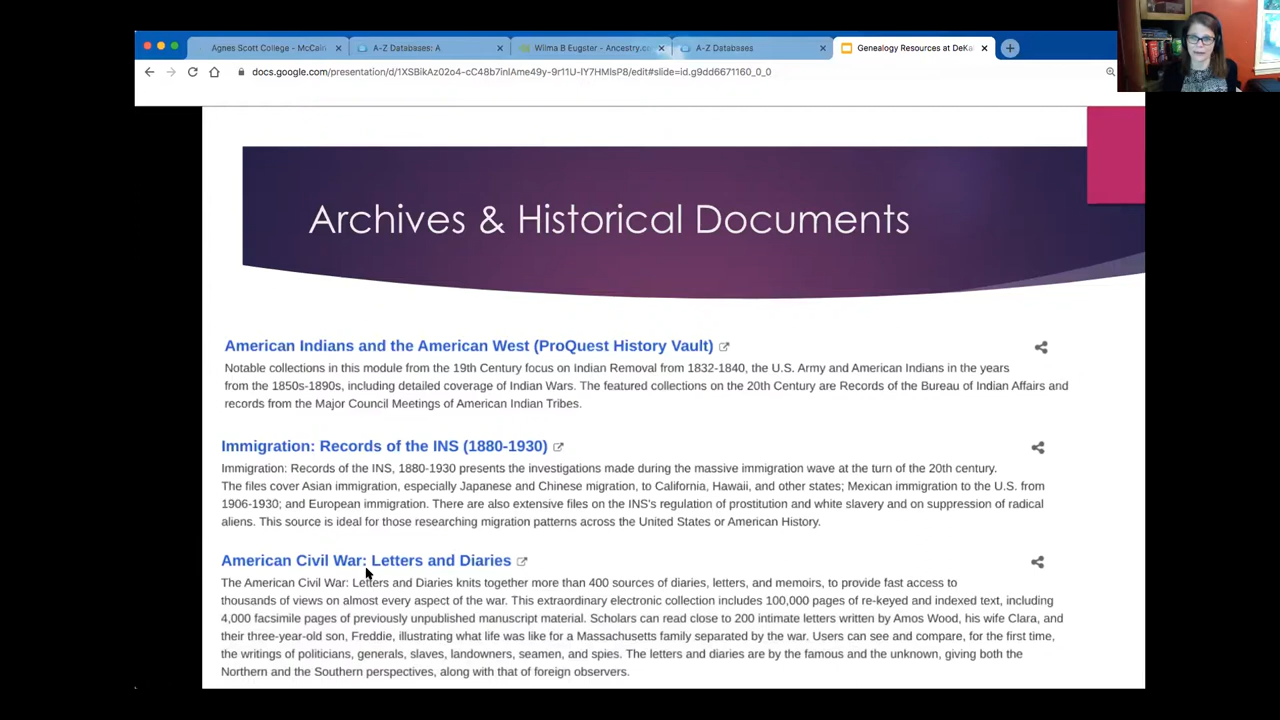 Agnes Scott College - McCain
A-Z Databases: A
Wilma B Eugster - Ancestry.co
A-Z Databases
Genealogy Resources at DeKa
docs.google.com/presentation/d/1XSBikAz02o4-cC48b7inlAme49y-9r11U-lY7HMlsP8/edit#slide=id.g9dd6671160_0_0
Archives & Historical Documents
American Indians and the American West (ProQuest History Vault)
Notable collections in this module from the 19th Century focus on Indian Removal from 1832-1840, the U.S. Army and American Indians in the years
from the 1850s-1890s, including detailed coverage of Indian Wars. The featured collections on the 20th Century are Records of the Bureau of Indian Affairs and
records from the Major Council Meetings of American Indian Tribes.
Immigration: Records of the INS (1880-1930)
Immigration: Records of the INS, 1880-1930 presents the investigations made during the massive immigration wave at the turn of the 20th century.
The files cover Asian immigration, especially Japanese and Chinese migration, to California, Hawaii, and other states; Mexican immigration to the U.S. from
1906-1930; and European immigration. There are also extensive files on the INS's regulation of prostitution and white slavery and on suppression of radical
aliens. This source is ideal for those researching migration patterns across the United States or American History.
American Civil War: Letters and Diaries
The American Civil War: Letters and Diaries knits together more than 400 sources of diaries, letters, and memoirs, to provide fast access to
thousands of views on almost every aspect of the war. This extraordinary electronic collection includes 100,000 pages of re-keyed and indexed text, including
4,000 facsimile pages of previously unpublished manuscript material. Scholars can read close to 200 intimate letters written by Amos Wood, his wife Clara, and
their three-year-old son, Freddie, illustrating what life was like for a Massachusetts family separated by the war. Users can see and compare, for the first time,
the writings of politicians, generals, slaves, landowners, seamen, and spies. The letters and diaries are by the famous and the unknown, giving both the
Northern and the Southern perspectives, along with that of foreign observers.